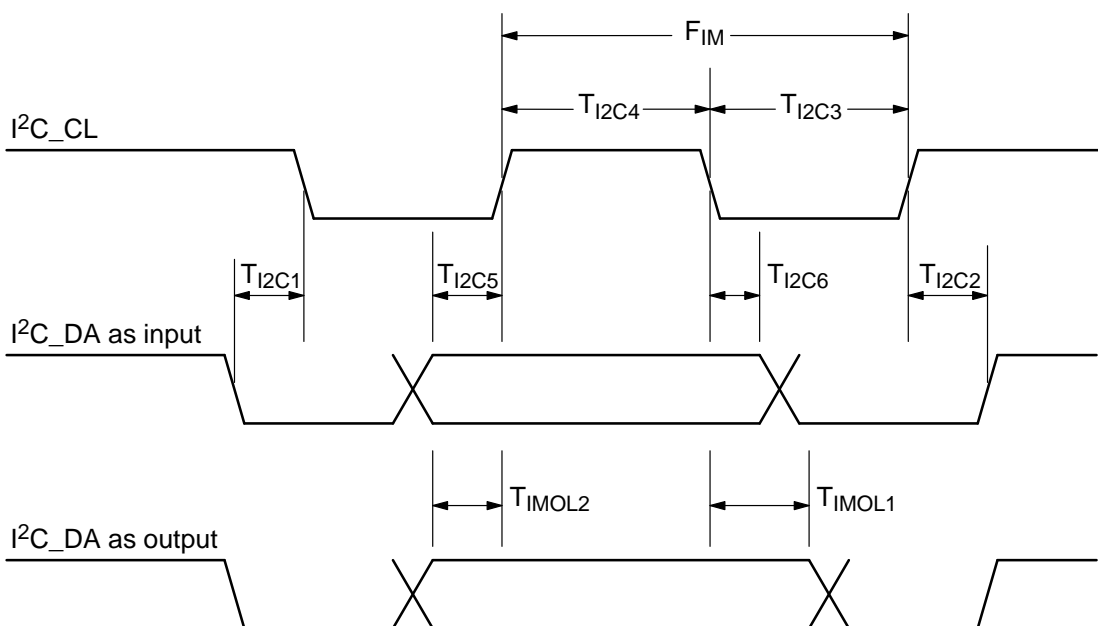 F_IM
T_I2C4 T_I2C3
I²C_CL
T_I2C1 T_I2C5 T_I2C6 T_I2C2
I²C_DA as input
T_IMOL2 T_IMOL1
I²C_DA as output